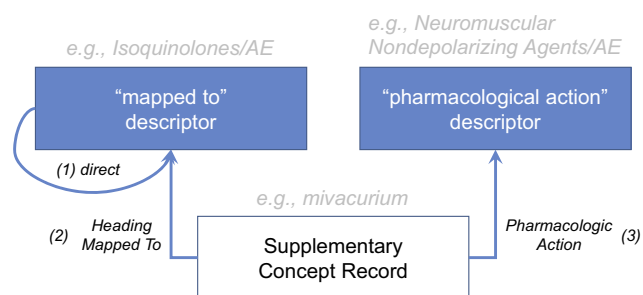 e.g., Isoquinolones/AE
e.g., Neuromuscular
Nondepolarizing Agents/AE
“mapped to”
descriptor
“pharmacological action”
descriptor
(1) direct
e.g., mivacurium
(2) Heading
Mapped To
Supplementary
Concept Record
Pharmacologic (3)
Action